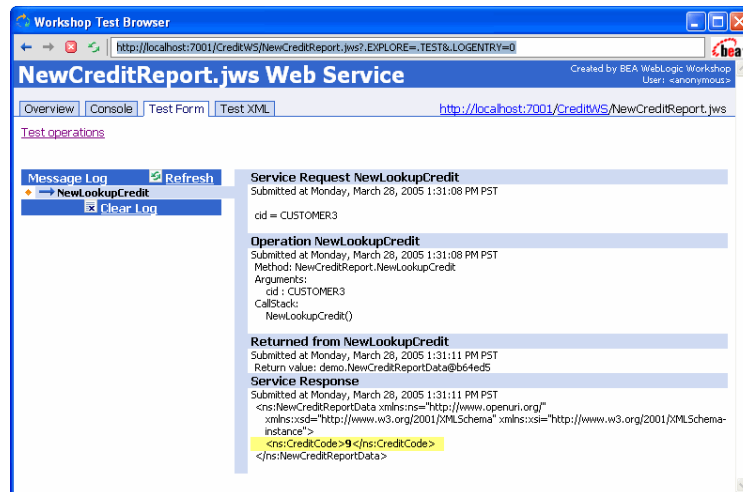 Workshop Test Browser
http://localhost:7001/CreditWS/NewCreditReport.jws?.EXPLORE=.TEST&.LOGENTRY=0
bea
NewCreditReport.jws Web Service
Created by BEA WebLogic Workshop
User: <anonymous>
Overview Console Test Form Test XML http://localhost:7001/CreditWS/NewCreditReport.jws
Test operations
Message Log Refresh
NewLookupCredit
Clear Log
Service Request NewLookupCredit
Submitted at Monday, March 28, 2005 1:31:08 PM PST
cid = CUSTOMER3
Operation NewLookupCredit
Submitted at Monday, March 28, 2005 1:31:08 PM PST
Method: NewCreditReport.NewLookupCredit
Arguments:
cid : CUSTOMER3
CallStack:
NewLookupCredit()
Returned from NewLookupCredit
Submitted at Monday, March 28, 2005 1:31:11 PM PST
Return value: demo.NewCreditReportData@b64ed5
Service Response
Submitted at Monday, March 28, 2005 1:31:11 PM PST
<ns:NewCreditReportData xmlns:ns="http://www.openuri.org/"
xmlns:xsd="http://www.w3.org/2001/XMLSchema" xmlns:xsi="http://www.w3.org/2001/XMLSchema-
instance">
<ns:CreditCode>9</ns:CreditCode>
</ns:NewCreditReportData>